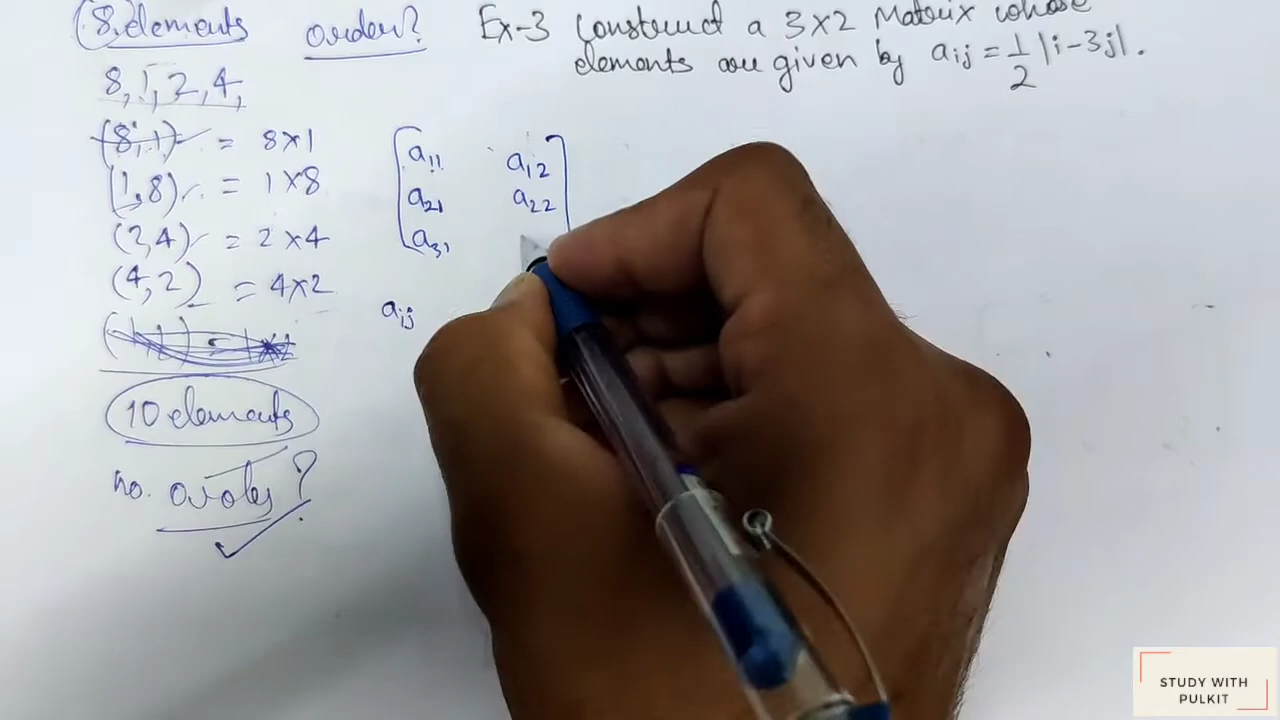 8 elements order?
8, 1, 2, 4,
(8,1) = 8×1
(1,8) = 1×8
(2,4) = 2×4
(4,2) = 4×2
10 elements
no. orders?
Ex-3 Construct a 3×2 Matrix whose
elements are given by aij = 1/2 |i-3j|.
a11 a12
a21 a22
a31
aij
STUDY WITH
PULKIT